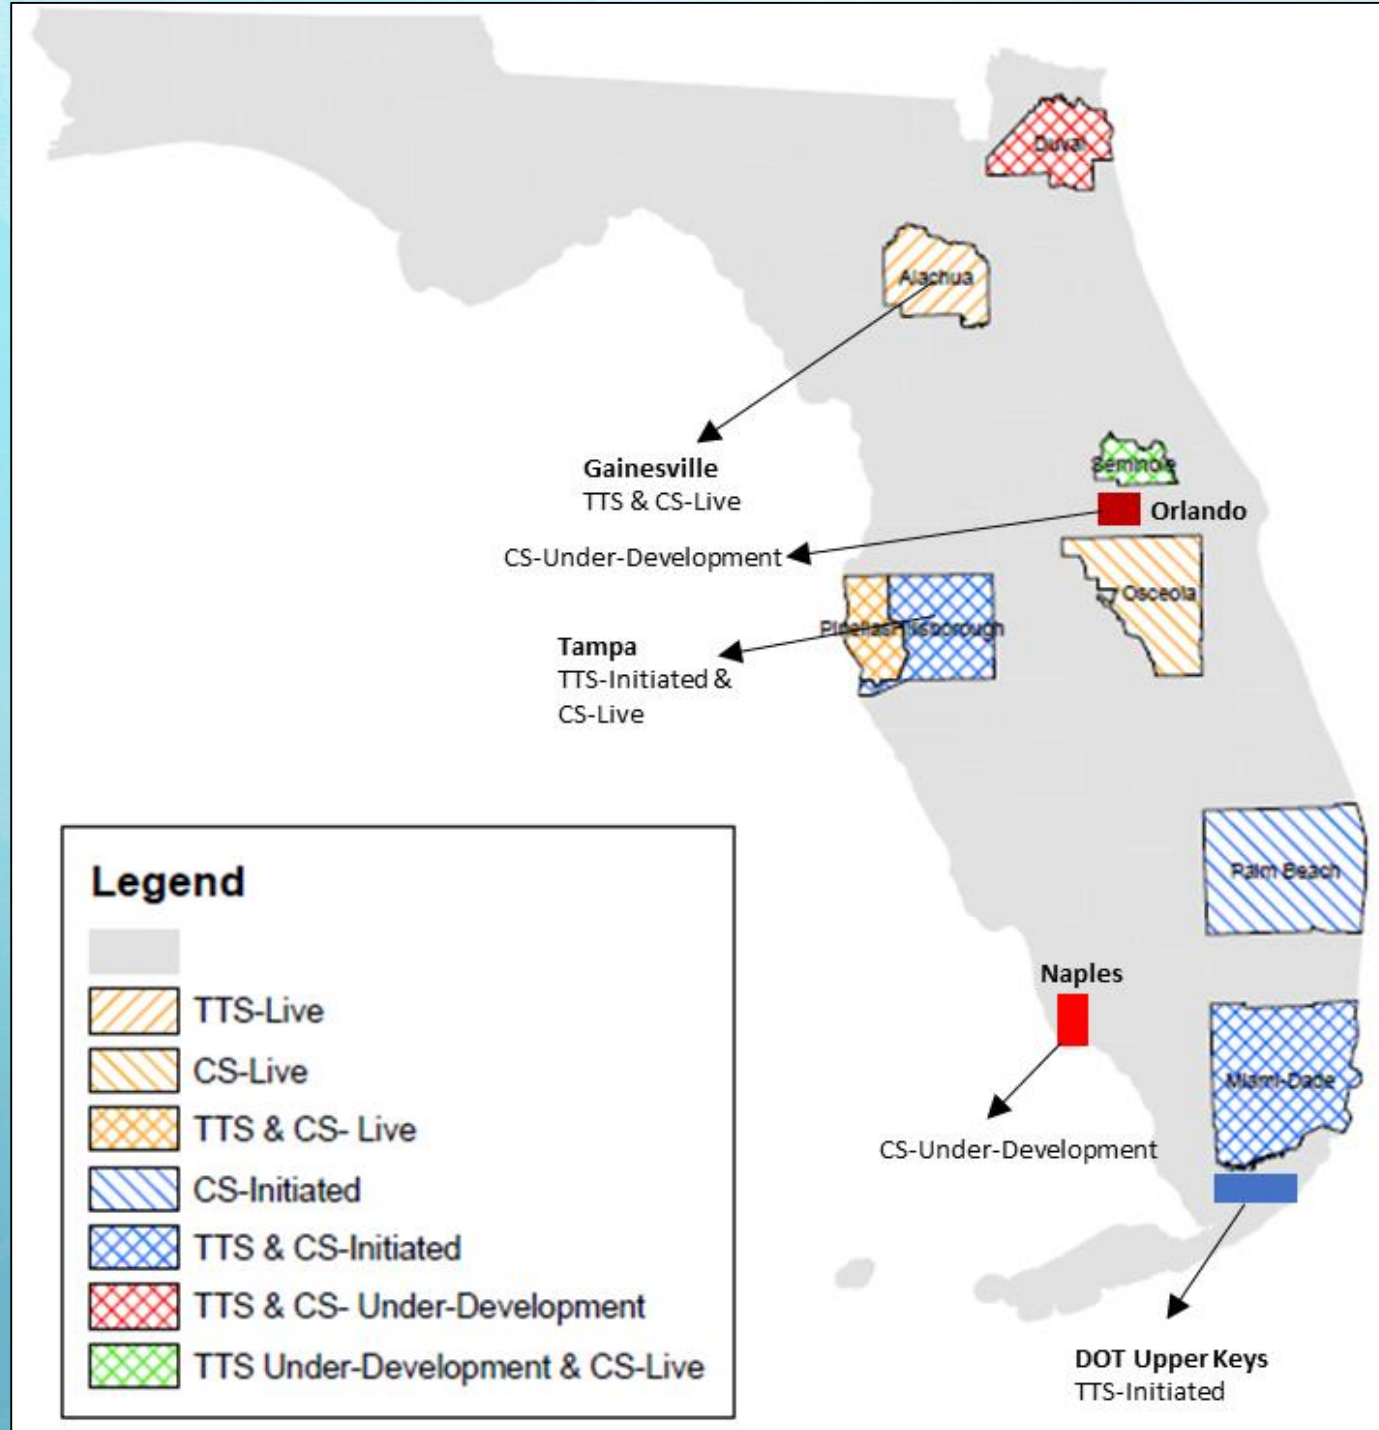 Duval
Alachua
Gainesville
TTS & CS-Live
Seminole
Orlando
CS-Under-Development
Osceola
Pinellas
Tampa
TTS-Initiated &
CS-Live
Palm Beach
Naples
CS-Under-Development
Miami-Dade
DOT Upper Keys
TTS-Initiated
Legend
TTS-Live
CS-Live
TTS & CS- Live
CS-Initiated
TTS & CS-Initiated
TTS & CS- Under-Development
TTS Under-Development & CS-Live